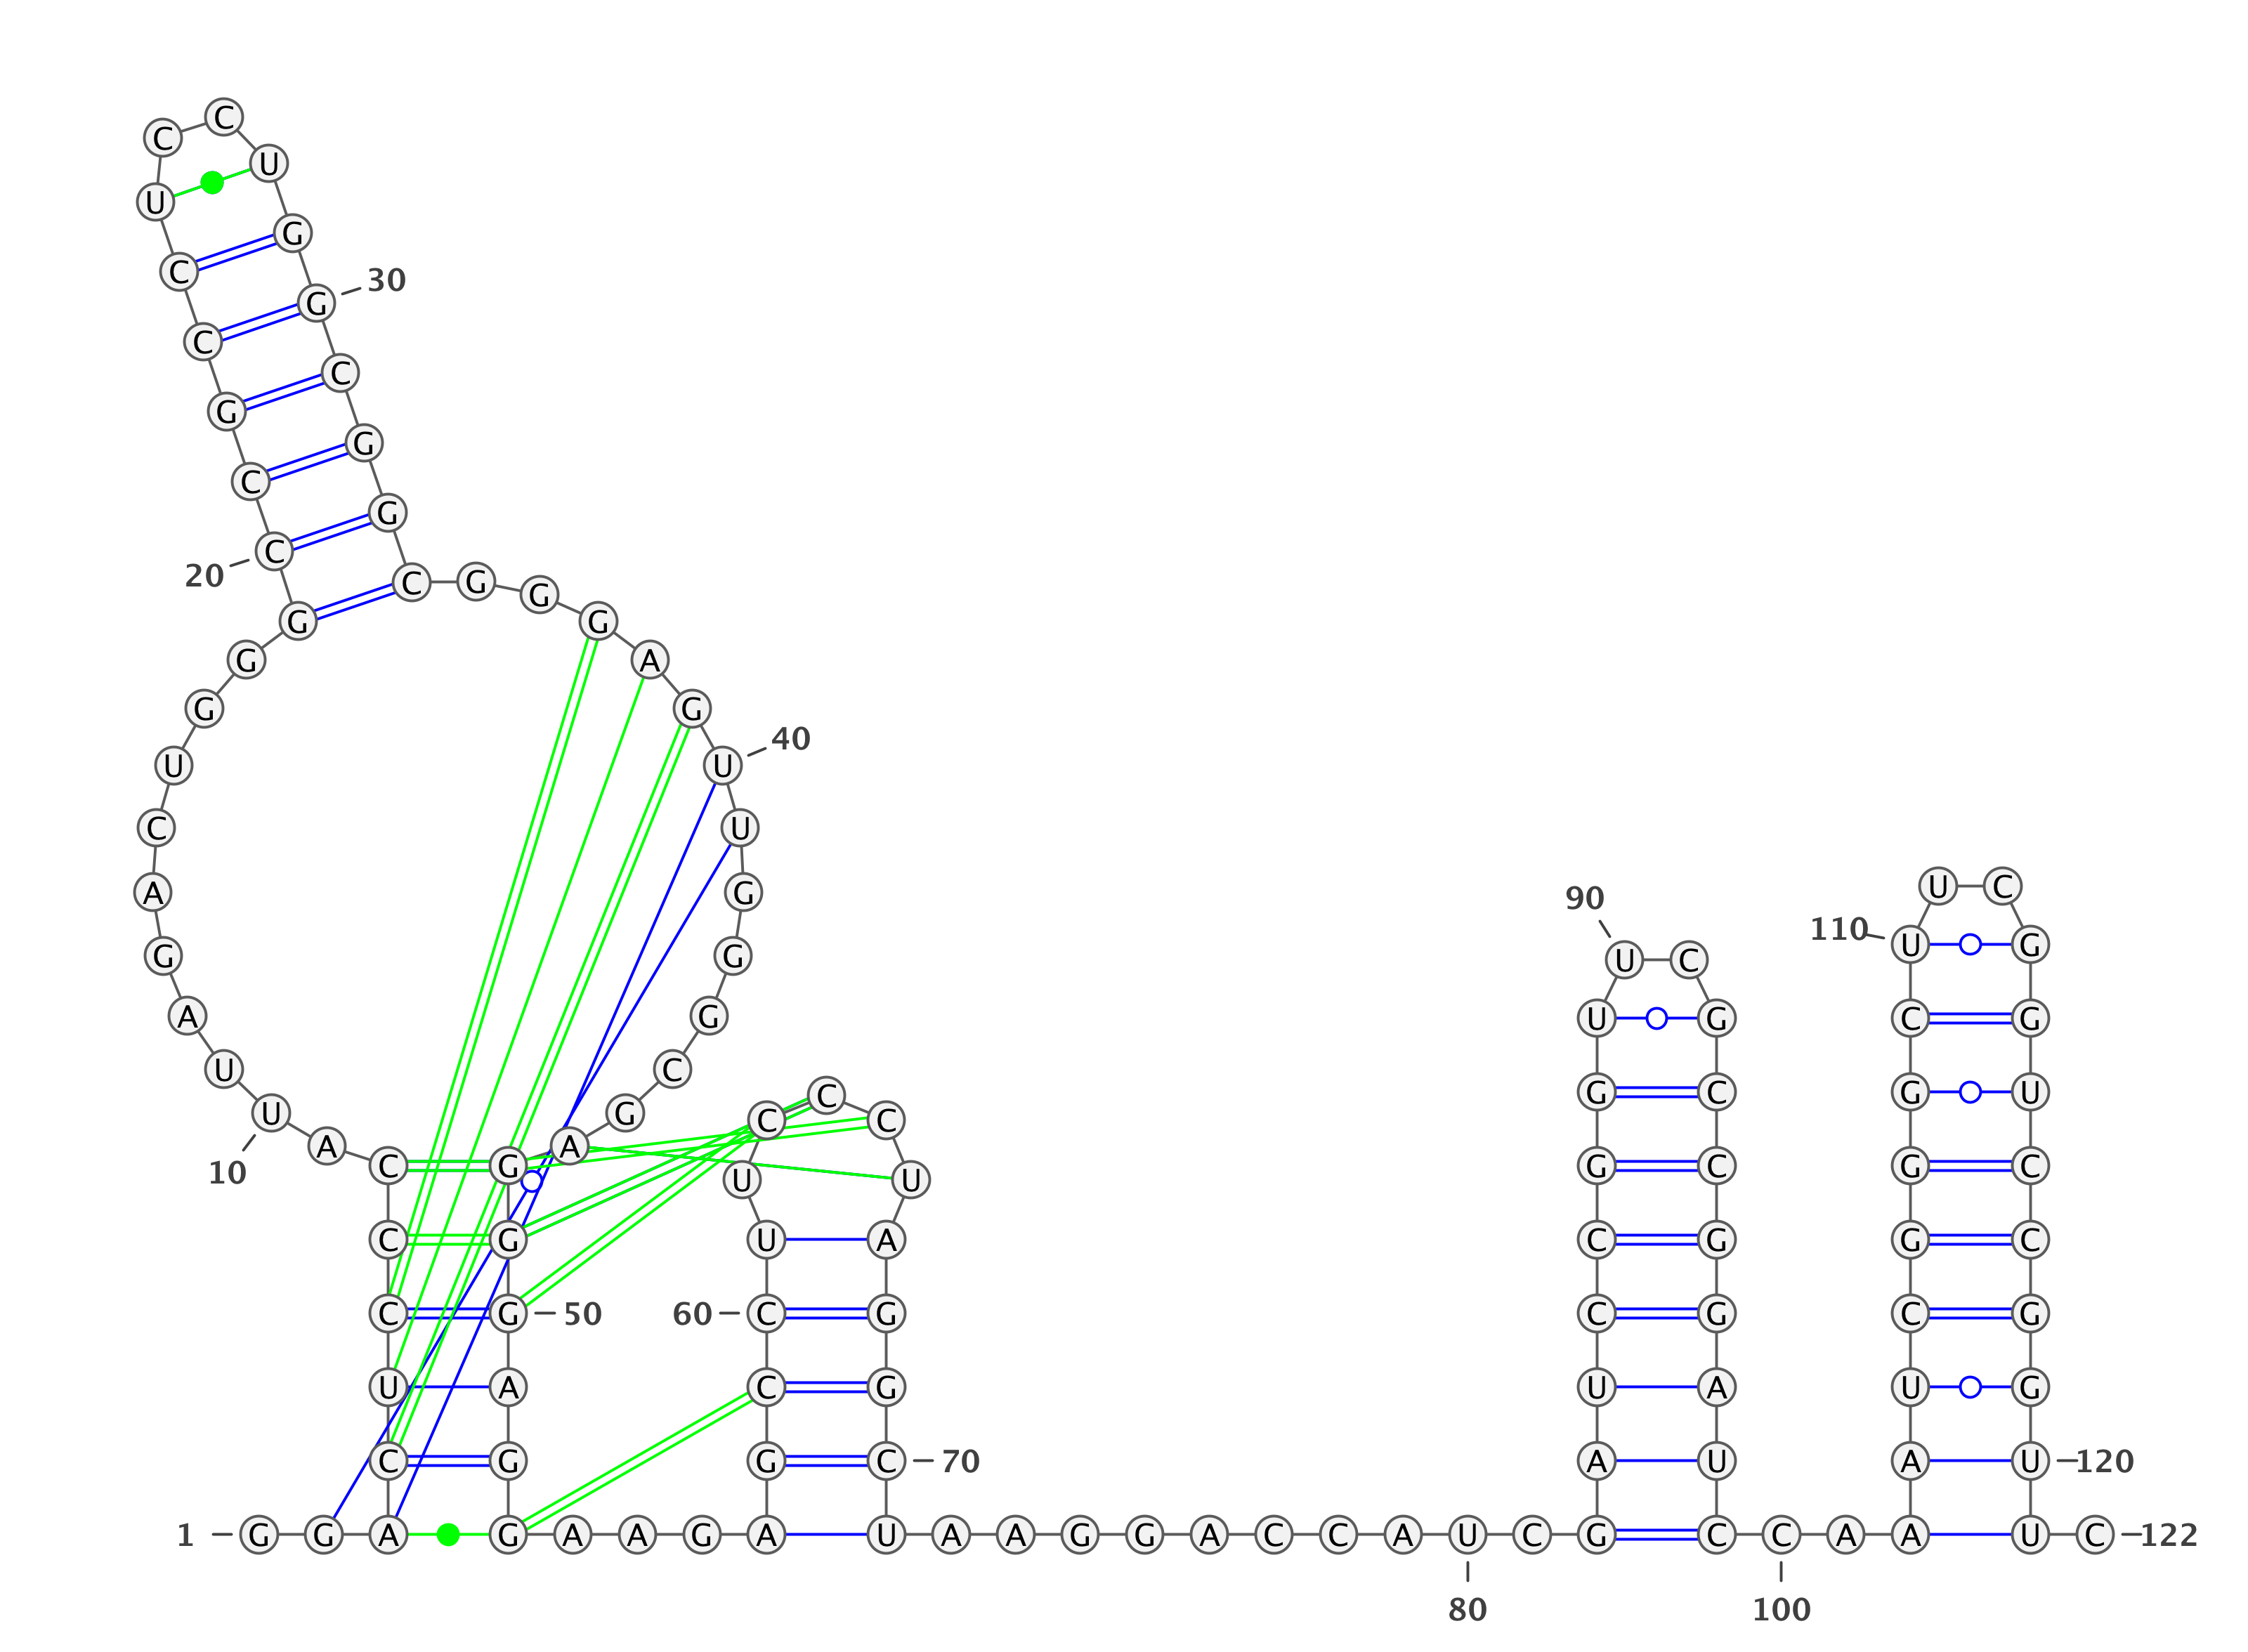 C
C
U
U
G
C
G 30
C
C
G
G
C
G
20 C
C G
G
G
G
G A
G G
U U 40
C U
A G U C
90 110 U G
G G
U C
A G U G C G
U C G C G U
U C
10 A C G A C C G C G C
U U
C G U A C G G C
C G 50 60 C G C G C G
U A C G U A U G
C G G C 70 A U A U 120
1 G G A G A A G A U A A G G A C C A U C G C C A A U C 122
80 100